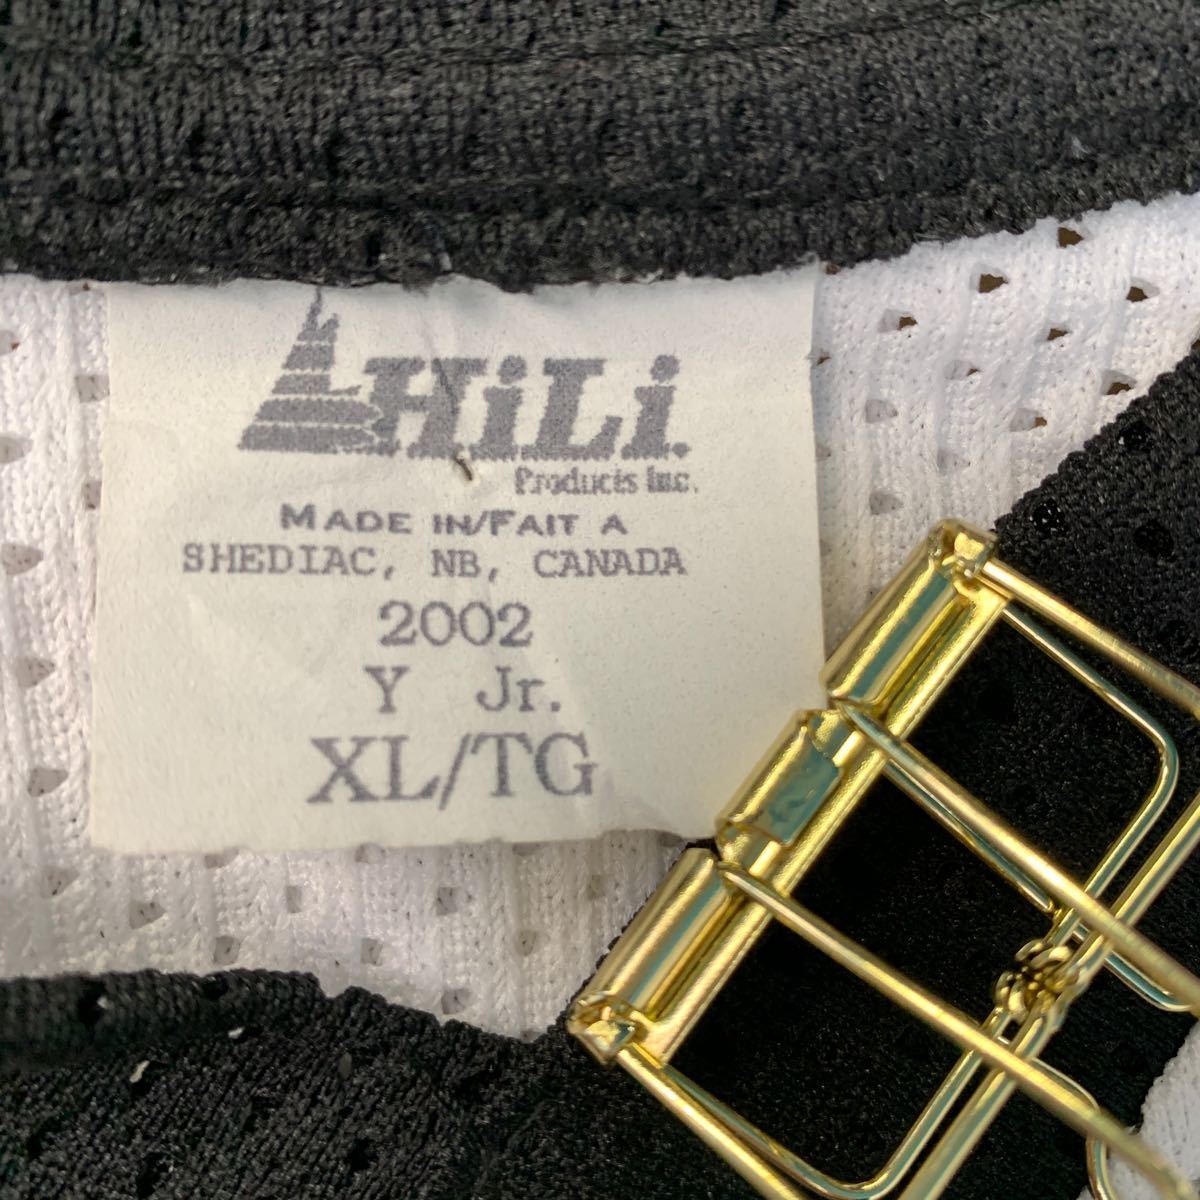 HiLi.
Products Inc.
MADE IN/FAIT A
SHEDIAC, NB, CANADA
2002
Y Jr.
XL/TG